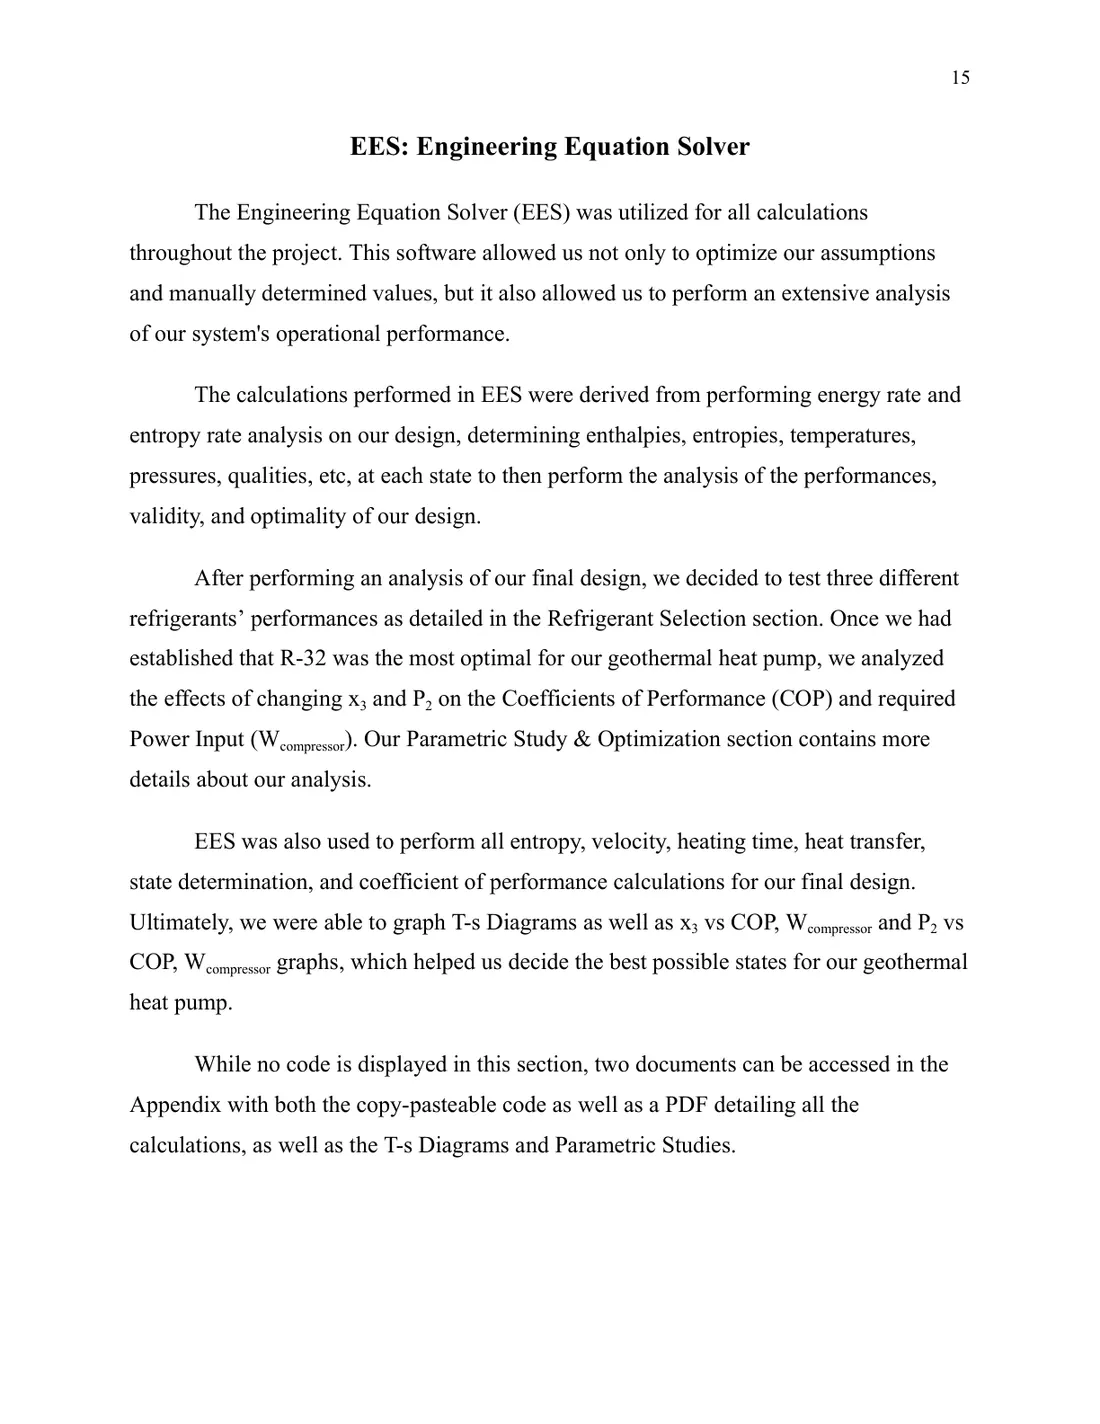 15
EES: Engineering Equation Solver
The Engineering Equation Solver (EES) was utilized for all calculations
throughout the project. This software allowed us not only to optimize our assumptions
and manually determined values, but it also allowed us to perform an extensive analysis
of our system's operational performance.
The calculations performed in EES were derived from performing energy rate and
entropy rate analysis on our design, determining enthalpies, entropies, temperatures,
pressures, qualities, etc, at each state to then perform the analysis of the performances,
validity, and optimality of our design.
After performing an analysis of our final design, we decided to test three different
refrigerants’ performances as detailed in the Refrigerant Selection section. Once we had
established that R-32 was the most optimal for our geothermal heat pump, we analyzed
the effects of changing x3 and P2 on the Coefficients of Performance (COP) and required
Power Input (Wcompressor). Our Parametric Study & Optimization section contains more
details about our analysis.
EES was also used to perform all entropy, velocity, heating time, heat transfer,
state determination, and coefficient of performance calculations for our final design.
Ultimately, we were able to graph T-s Diagrams as well as x3 vs COP, Wcompressor and P2 vs
COP, Wcompressor graphs, which helped us decide the best possible states for our geothermal
heat pump.
While no code is displayed in this section, two documents can be accessed in the
Appendix with both the copy-pasteable code as well as a PDF detailing all the
calculations, as well as the T-s Diagrams and Parametric Studies.